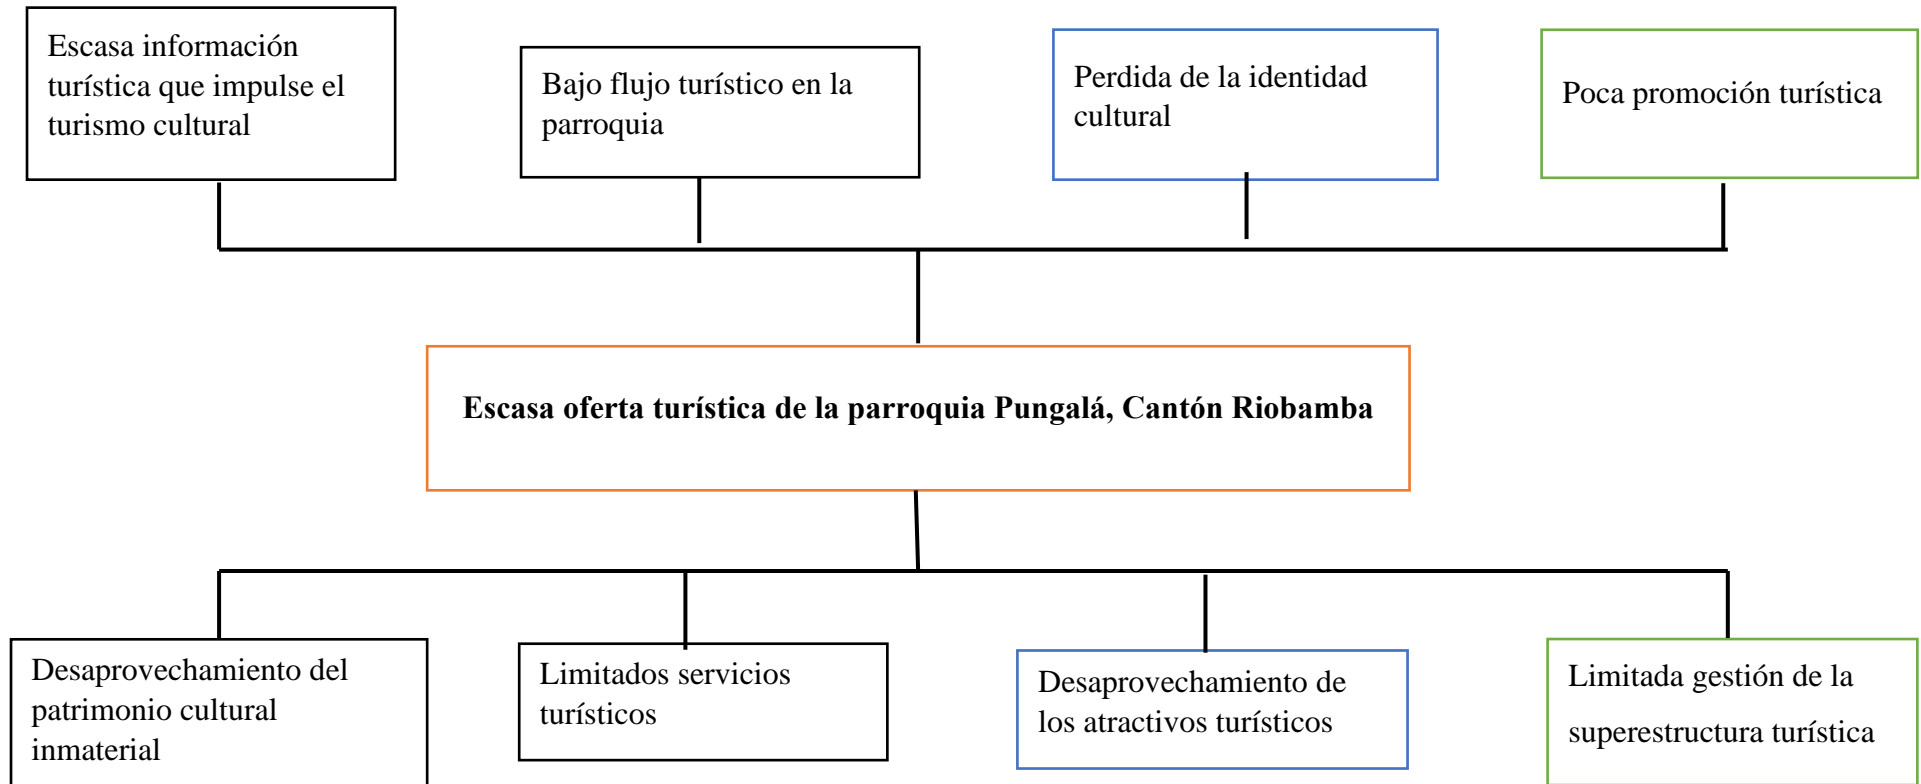 Escasa información
turística que impulse el
turismo cultural
Bajo flujo turístico en la
parroquia
Perdida de la identidad
cultural
Poca promoción turística
Escasa oferta turística de la parroquia Pungalá, Cantón Riobamba
Desaprovechamiento del
patrimonio cultural
inmaterial
Limitados servicios
turísticos
Desaprovechamiento de
los atractivos turísticos
Limitada gestión de la
superestructura turística